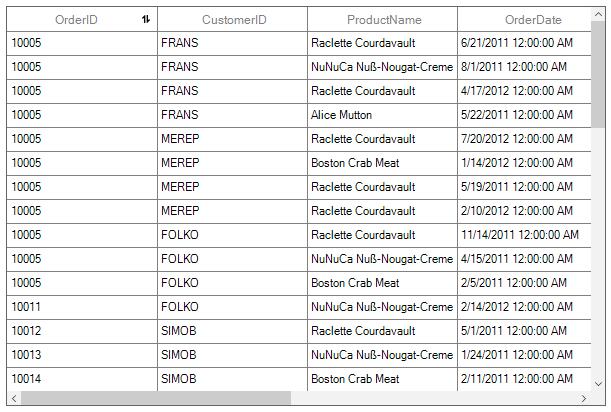 OrderID CustomerID ProductName OrderDate
10005 FRANS Raclette Courdavault 6/21/2011 12:00:00 AM
10005 FRANS NuNuCa Nuß-Nougat-Creme 8/1/2011 12:00:00 AM
10005 FRANS Raclette Courdavault 4/17/2012 12:00:00 AM
10005 FRANS Alice Mutton 5/22/2011 12:00:00 AM
10005 MEREP Raclette Courdavault 7/20/2012 12:00:00 AM
10005 MEREP Boston Crab Meat 1/14/2012 12:00:00 AM
10005 MEREP Raclette Courdavault 5/19/2011 12:00:00 AM
10005 MEREP Raclette Courdavault 2/10/2012 12:00:00 AM
10005 FOLKO Raclette Courdavault 11/14/2011 12:00:00 AM
10005 FOLKO NuNuCa Nuß-Nougat-Creme 4/15/2011 12:00:00 AM
10005 FOLKO Boston Crab Meat 2/5/2011 12:00:00 AM
10011 FOLKO NuNuCa Nuß-Nougat-Creme 2/14/2012 12:00:00 AM
10012 SIMOB Raclette Courdavault 5/1/2011 12:00:00 AM
10013 SIMOB NuNuCa Nuß-Nougat-Creme 1/24/2011 12:00:00 AM
10014 SIMOB Boston Crab Meat 2/11/2011 12:00:00 AM